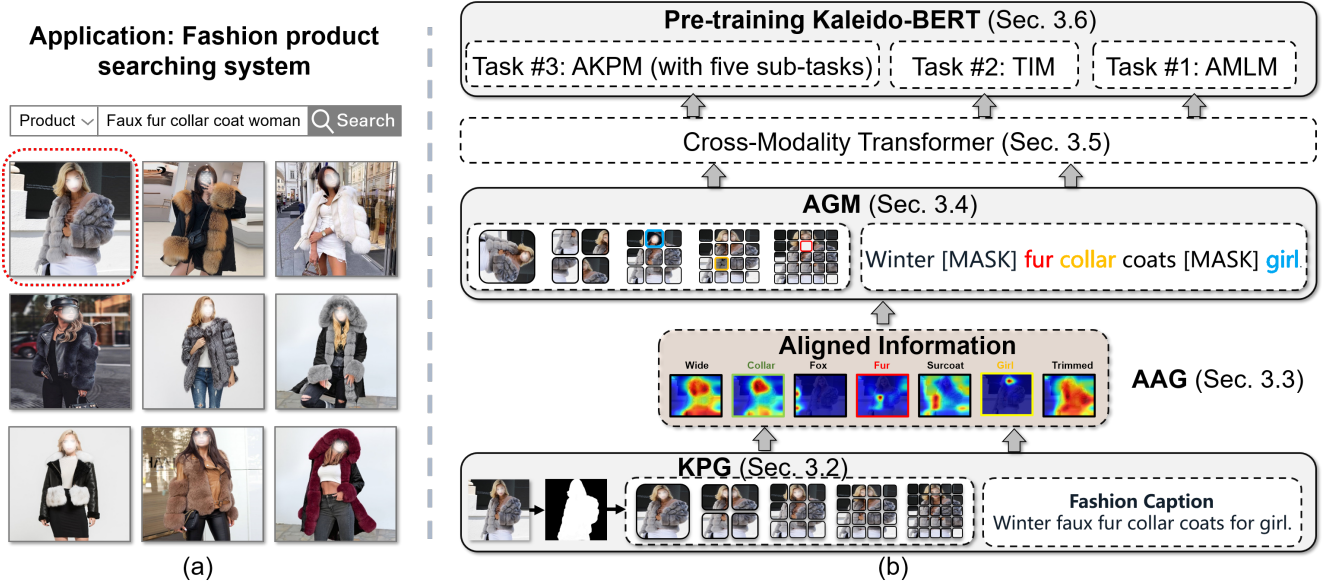 Application: Fashion product
searching system
Product
Faux fur collar coat woman
Search
(a)
Pre-training Kaleido-BERT (Sec. 3.6)
Task #3: AKPM (with five sub-tasks)
Task #2: TIM
Task #1: AMLM
Cross-Modality Transformer (Sec. 3.5)
AGM (Sec. 3.4)
Winter [MASK] fur collar coats [MASK] girl.
Aligned Information
Wide
Collar
Fox
Fur
Surcoat
Girl
Trimmed
AAG (Sec. 3.3)
KPG (Sec. 3.2)
Fashion Caption
Winter faux fur collar coats for girl.
(b)